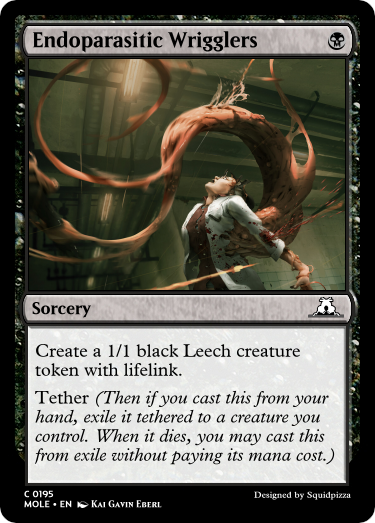 Endoparasitic Wrigglers
Sorcery
Create a 1/1 black Leech creature
token with lifelink.
Tether (Then if you cast this from your
hand, exile it tethered to a creature you
control. When it dies, you may cast this
from exile without paying its mana cost.)
C 0195
MOLE • EN Kai Gavin Eberl
Designed by Squidpizza